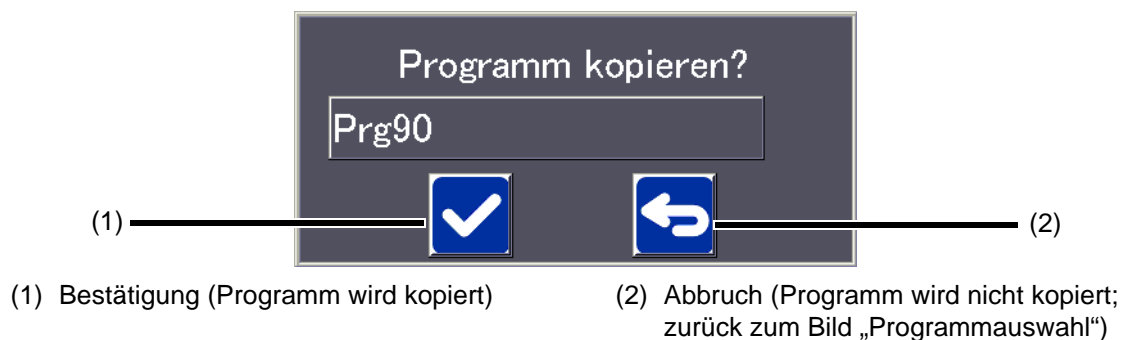 Programm kopieren?
Prg90
(1)
(2)
(1) Bestätigung (Programm wird kopiert)
(2) Abbruch (Programm wird nicht kopiert;
zurück zum Bild „Programmauswahl“)